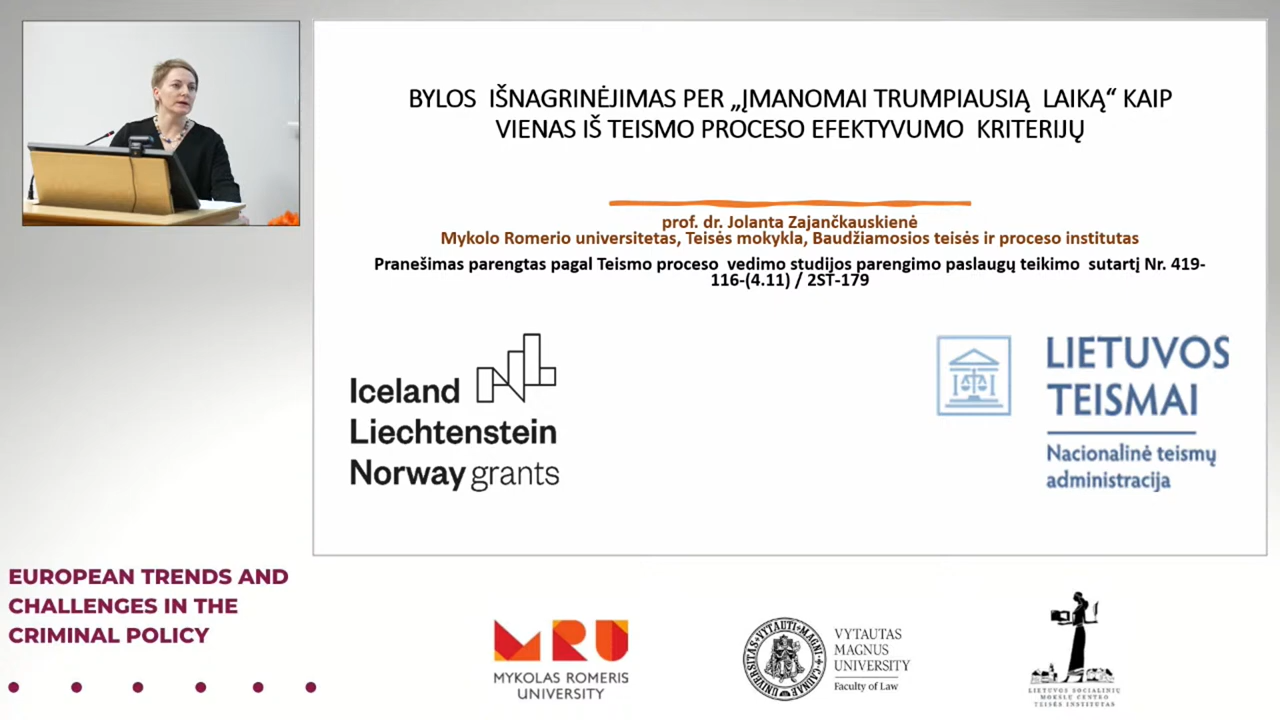 BYLOS IŠNAGRINĖJIMAS PER „ĮMANOMAI TRUMPIAUSIĄ LAIKĄ“ KAIP
VIENAS IŠ TEISMO PROCESO EFEKTYVUMO KRITERIJŲ
prof. dr. Jolanta Zajančkauskienė
Mykolo Romerio universitetas, Teisės mokykla, Baudžiamosios teisės ir proceso institutas
Pranešimas parengtas pagal Teismo proceso vedimo studijos parengimo paslaugų teikimo sutartį Nr. 419-
116-(4.11) / 2ST-179
Iceland
Liechtenstein
Norway grants
LIETUVOS
TEISMAI
Nacionalinė teismų
administracija
EUROPEAN TRENDS AND
CHALLENGES IN THE
CRIMINAL POLICY
MRU
MYKOLAS ROMERIS
UNIVERSITY
VYTAUTAS
MAGNUS
UNIVERSITY
Faculty of Law
LIETUVOS SOCIALINIŲ
MOKSLŲ CENTRO
TEISĖS INSTITUTAS